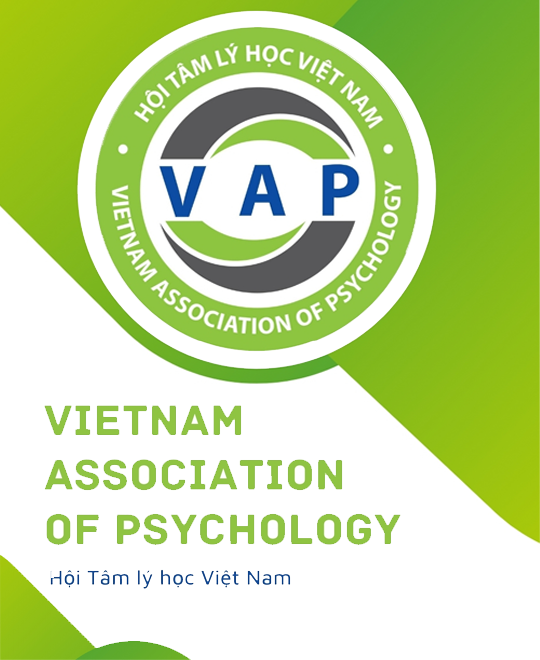 HỘI TÂM LÝ HỌC VIỆT NAM
V A P
VIETNAM ASSOCIATION OF PSYCHOLOGY
VIETNAM
ASSOCIATION
OF PSYCHOLOGY
Hội Tâm lý học Việt Nam